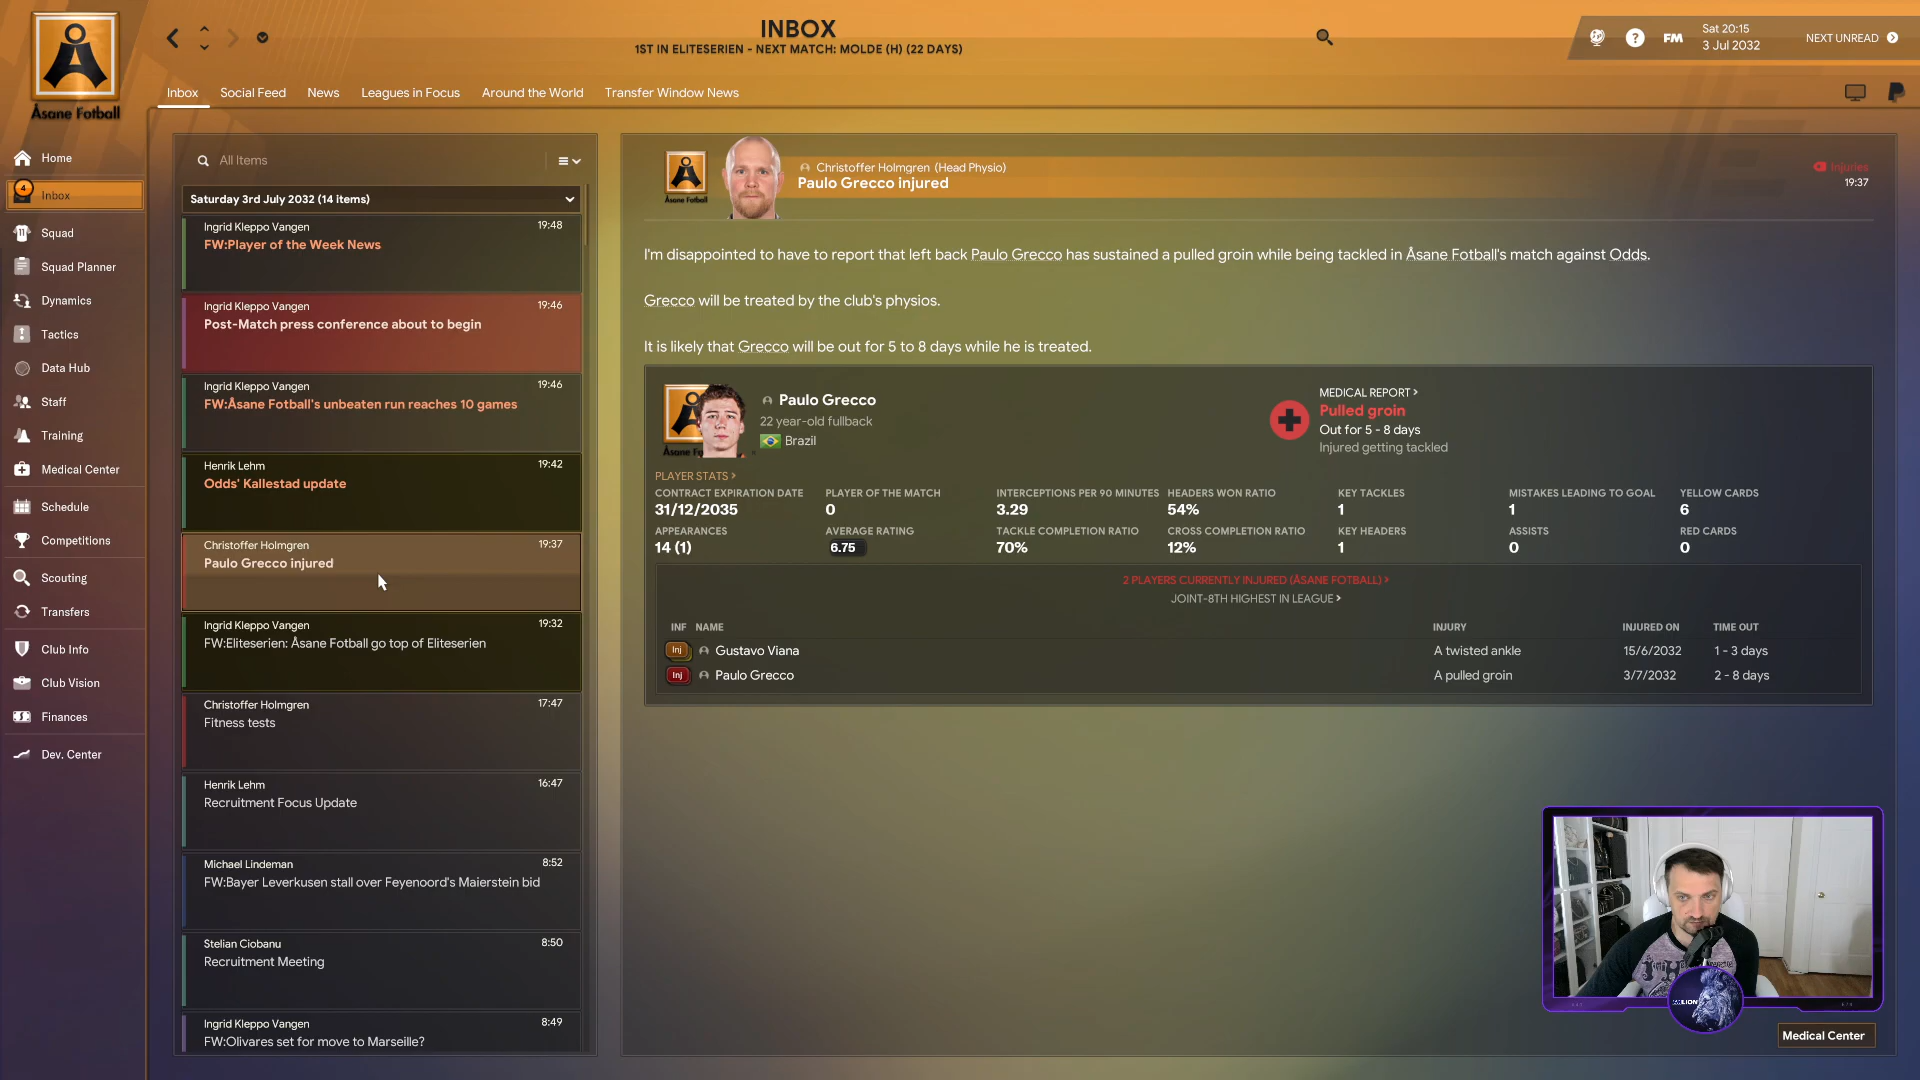 INBOX
1ST IN ELITESERIEN - NEXT MATCH: MOLDE (H) (22 DAYS)
FM
Sat 20:15
3 Jul 2032
NEXT UNREAD
Åsane Fotball
Inbox
Social Feed
News
Leagues in Focus
Around the World
Transfer Window News
Home
4
Inbox
Squad
Squad Planner
Dynamics
Tactics
Data Hub
Staff
Training
Medical Center
Schedule
Competitions
Scouting
Transfers
Club Info
Club Vision
Finances
Dev. Center
All Items
Saturday 3rd July 2032 (14 items)
Ingrid Kleppo Vangen 19:48
FW:Player of the Week News
Ingrid Kleppo Vangen 19:46
Post-Match press conference about to begin
Ingrid Kleppo Vangen 19:46
FW:Åsane Fotball's unbeaten run reaches 10 games
Henrik Lehm 19:42
Odds' Kallestad update
Christoffer Holmgren 19:37
Paulo Grecco injured
Ingrid Kleppo Vangen 19:32
FW:Eliteserien: Åsane Fotball go top of Eliteserien
Christoffer Holmgren 17:47
Fitness tests
Henrik Lehm 16:47
Recruitment Focus Update
Michael Lindeman 8:52
FW:Bayer Leverkusen stall over Feyenoord's Maierstein bid
Stelian Ciobanu 8:50
Recruitment Meeting
Ingrid Kleppo Vangen 8:49
FW:Olivares set for move to Marseille?
Åsane Fotball
Christoffer Holmgren (Head Physio)
Paulo Grecco injured
Injuries
19:37
I'm disappointed to have to report that left back Paulo Grecco has sustained a pulled groin while being tackled in Åsane Fotball's match against Odds.
Grecco will be treated by the club's physios.
It is likely that Grecco will be out for 5 to 8 days while he is treated.
Paulo Grecco
22 year-old fullback
Brazil
MEDICAL REPORT >
Pulled groin
Out for 5 - 8 days
Injured getting tackled
PLAYER STATS >
CONTRACT EXPIRATION DATE PLAYER OF THE MATCH INTERCEPTIONS PER 90 MINUTES HEADERS WON RATIO KEY TACKLES MISTAKES LEADING TO GOAL YELLOW CARDS
31/12/2035 0 3.29 54% 1 1 6
APPEARANCES AVERAGE RATING TACKLE COMPLETION RATIO CROSS COMPLETION RATIO KEY HEADERS ASSISTS RED CARDS
14 (1) 6.75 70% 12% 1 0 0
2 PLAYERS CURRENTLY INJURED (ÅSANE FOTBALL) >
JOINT-8TH HIGHEST IN LEAGUE >
INF NAME INJURY INJURED ON TIME OUT
Inj Gustavo Viana A twisted ankle 15/6/2032 1 - 3 days
Inj Paulo Grecco A pulled groin 3/7/2032 2 - 8 days
Medical Center